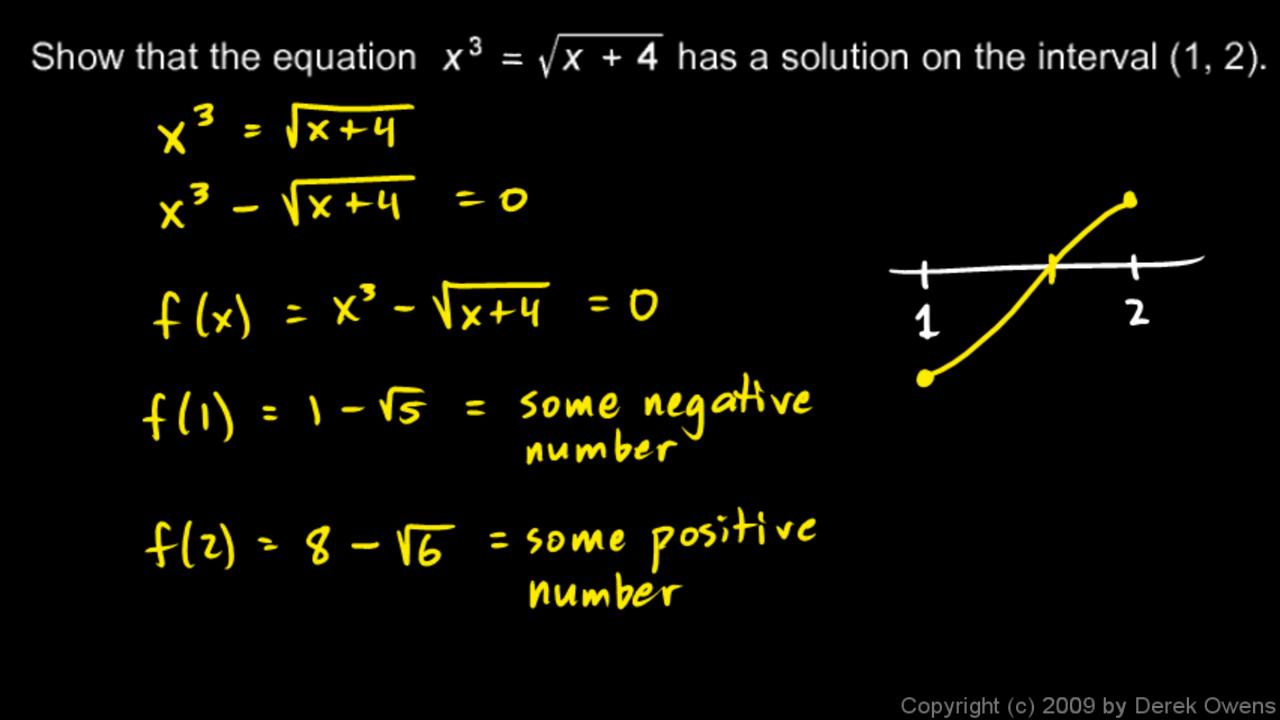 Show that the equation x³ = √(x + 4) has a solution on the interval (1, 2).
x³ = √(x+4)
x³ − √(x+4) = 0
f(x) = x³ − √(x+4) = 0
1 2
f(1) = 1 − √5 = some negative
number
f(2) = 8 − √6 = some positive
number
Copyright (c) 2009 by Derek Owens